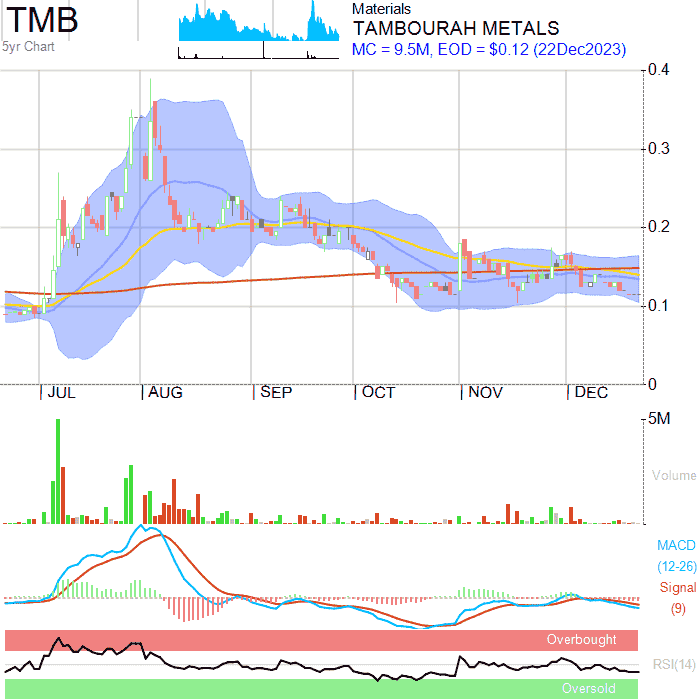 TMB
5yr Chart
Materials
TAMBOURAH METALS
MC = 9.5M, EOD = $0.12 (22Dec2023)
0.4
0.3
0.2
0.1
0
JUL AUG SEP OCT NOV DEC
5M
Volume
MACD
(12-26)
Signal
(9)
Overbought
RSI(14)
Oversold